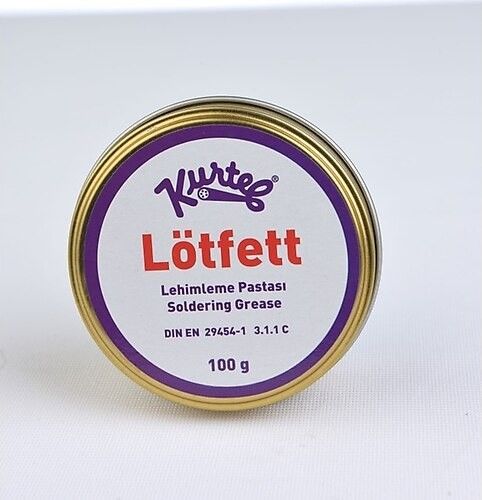 Kurtel®
Lötfett
Lehimleme Pastası
Soldering Grease
DIN EN 29454-1 3.1.1 C
100 g